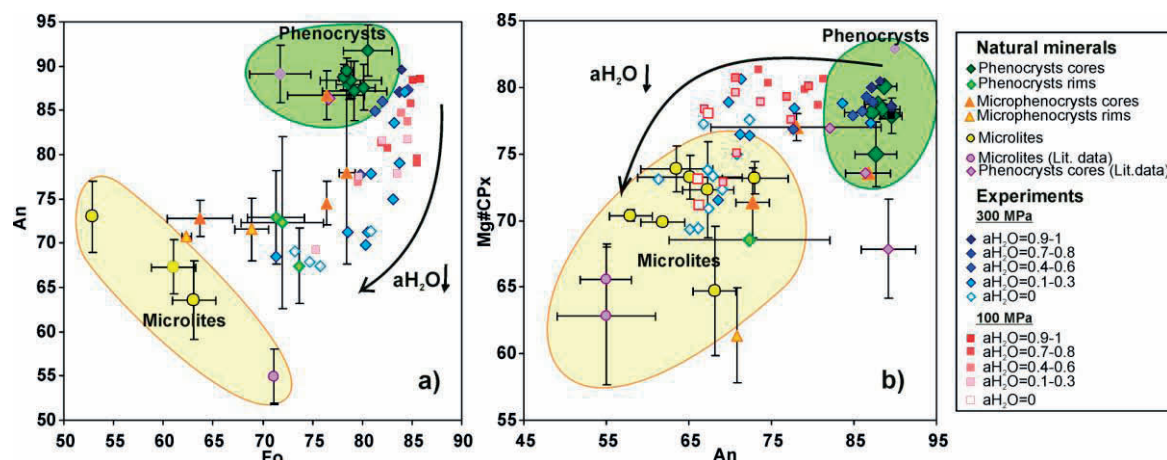 95
90
85
80
75
70
65
60
55
50
An
50 55 60 65 70 75 80 85 90
Fo
Phenocrysts
aH₂O↓
Microlites
a)
85
80
75
70
65
60
55
Mg#CPx
45 55 65 75 85 95
An
Phenocrysts
aH₂O↓
Microlites
b)
Natural minerals
Phenocrysts cores
Phenocrysts rims
Microphenocrysts cores
Microphenocrysts rims
Microlites
Microlites (Lit. data)
Phenocrysts cores (Lit.data)
Experiments
300 MPa
aH₂O=0.9-1
aH₂O=0.7-0.8
aH₂O=0.4-0.6
aH₂O=0.1-0.3
aH₂O=0
100 MPa
aH₂O=0.9-1
aH₂O=0.7-0.8
aH₂O=0.4-0.6
aH₂O=0.1-0.3
aH₂O=0